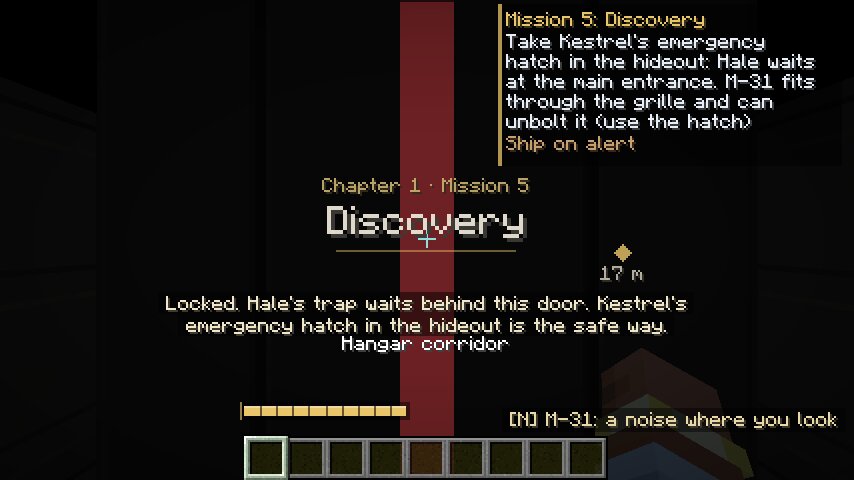 Mission 5: Discovery
Take Kestrel's emergency
hatch in the hideout: Hale waits
at the main entrance. M-31 fits
through the grille and can
unbolt it (use the hatch)
Ship on alert
Chapter 1 · Mission 5
Discovery
17 m
Locked. Hale's trap waits behind this door. Kestrel's
emergency hatch in the hideout is the safe way.
Hangar corridor
[N] M-31: a noise where you look